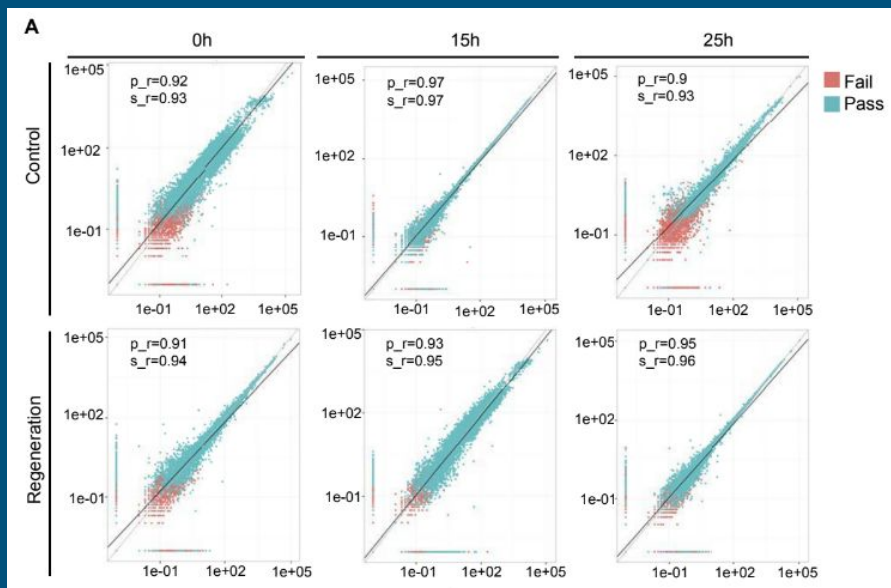 A
0h
15h
25h
Control
1e+05
1e+02
1e-01
p_r=0.92
s_r=0.93
1e-01
1e+02
1e+05
1e+05
1e+02
1e-01
p_r=0.97
s_r=0.97
1e-01
1e+02
1e+05
1e+05
1e+02
1e-01
p_r=0.9
s_r=0.93
1e-01
1e+02
1e+05
Fail
Pass
Regeneration
1e+05
1e+02
1e-01
p_r=0.91
s_r=0.94
1e-01
1e+02
1e+05
1e+05
1e+02
1e-01
p_r=0.93
s_r=0.95
1e-01
1e+02
1e+05
1e+05
1e+02
1e-01
p_r=0.95
s_r=0.96
1e-01
1e+02
1e+05